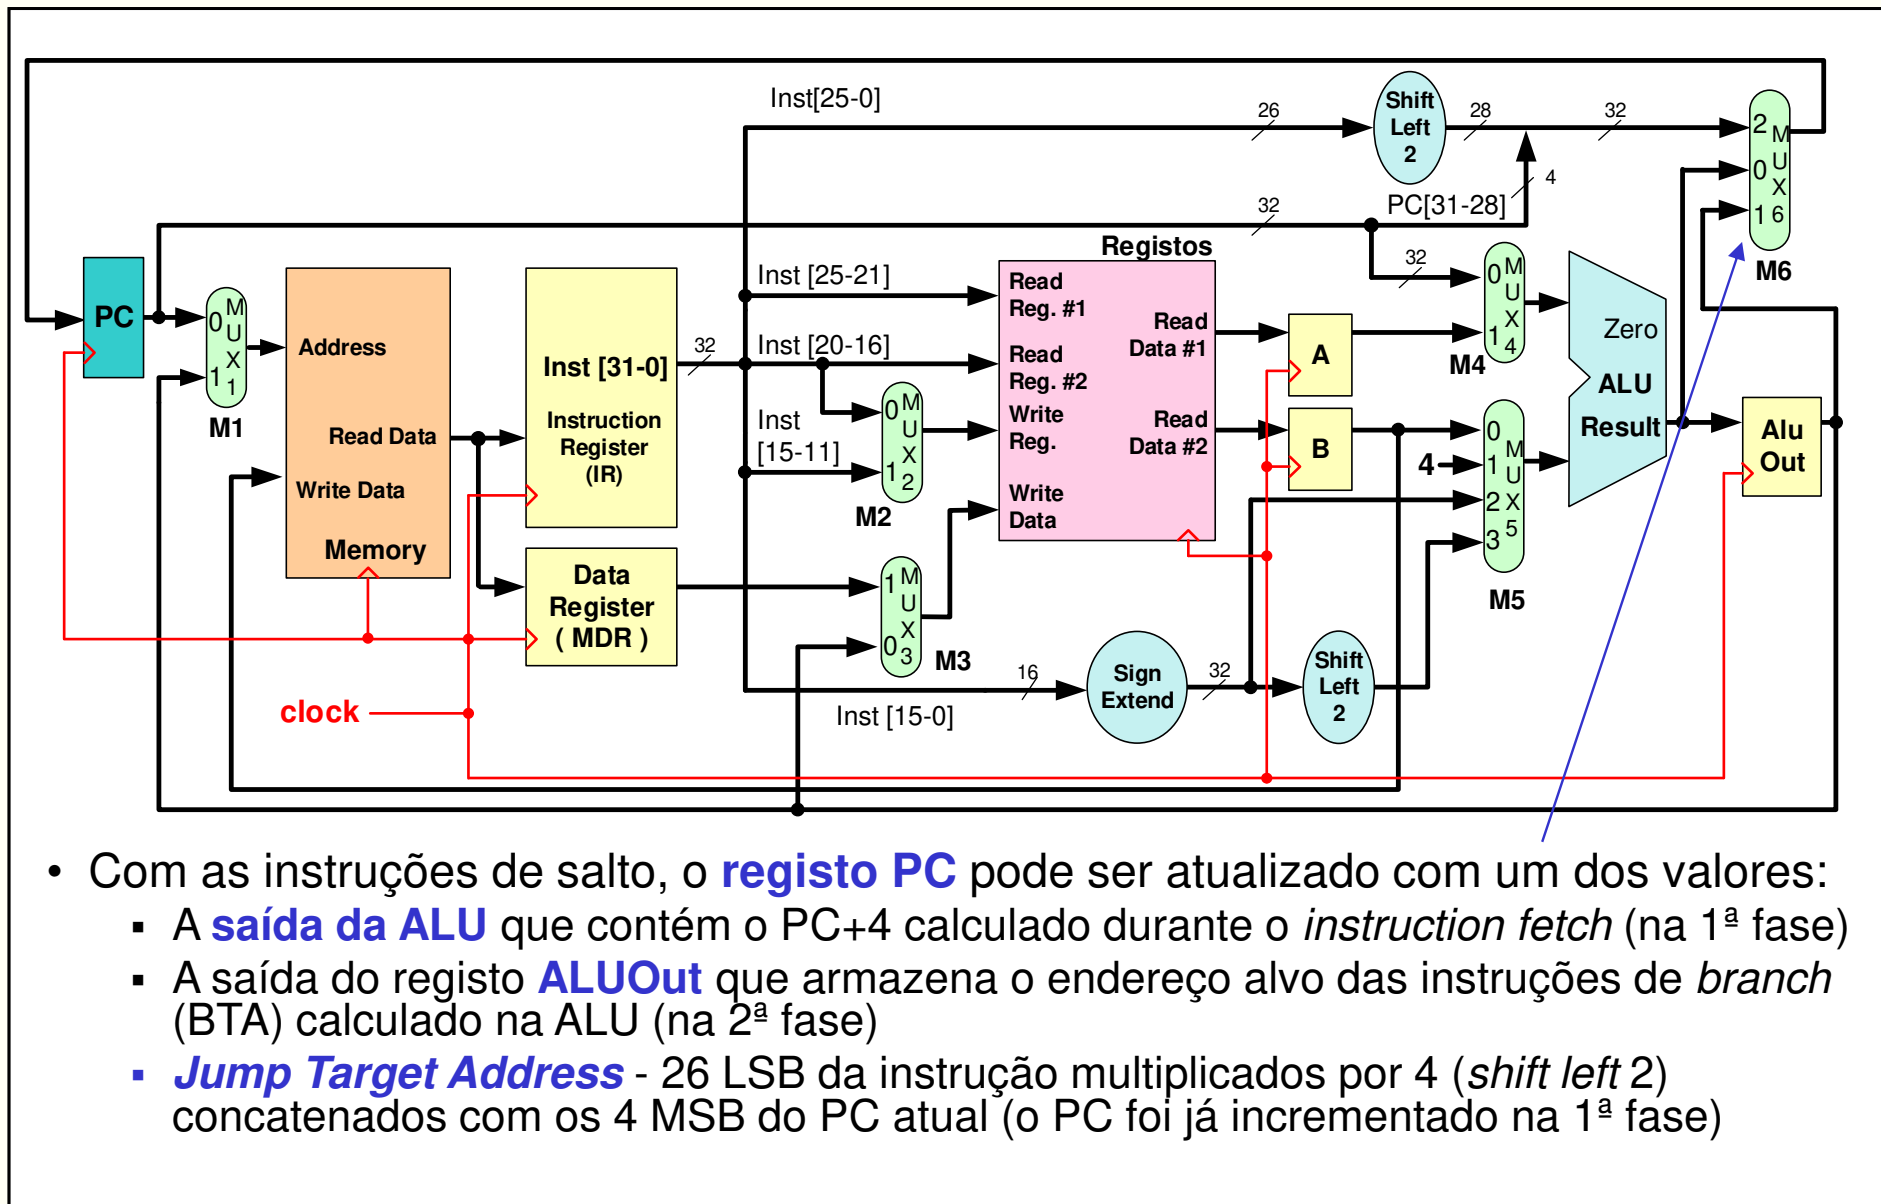 Inst[25-0]
26
Shift
Left
2
28
32
2
0
1
M
U
X
6
M6
4
PC[31-28]
32
Registos
PC
0
1
M
U
X
1
M1
Address
Read Data
Write Data
Memory
Inst [31-0]
Instruction
Register
(IR)
32
Inst [25-21]
Inst [20-16]
Inst
[15-11]
0
1
M
U
X
2
M2
Read
Reg. #1
Read
Reg. #2
Write
Reg.
Write
Data
Read
Data #1
Read
Data #2
A
B
32
0
1
M
U
X
4
M4
4
0
1
2
3
M
U
X
5
M5
Zero
ALU
Result
Alu
Out
Data
Register
( MDR )
1
0
M
U
X
3
M3
clock
16
Inst [15-0]
Sign
Extend
32
Shift
Left
2
• Com as instruções de salto, o registo PC pode ser atualizado com um dos valores:
▪ A saída da ALU que contém o PC+4 calculado durante o instruction fetch (na 1ª fase)
▪ A saída do registo ALUOut que armazena o endereço alvo das instruções de branch
(BTA) calculado na ALU (na 2ª fase)
▪ Jump Target Address - 26 LSB da instrução multiplicados por 4 (shift left 2)
concatenados com os 4 MSB do PC atual (o PC foi já incrementado na 1ª fase)